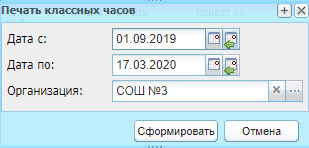 Печать классных часов
Дата с: 01.09.2019
Дата по: 17.03.2020
Организация: СОШ №3
Сформировать Отмена